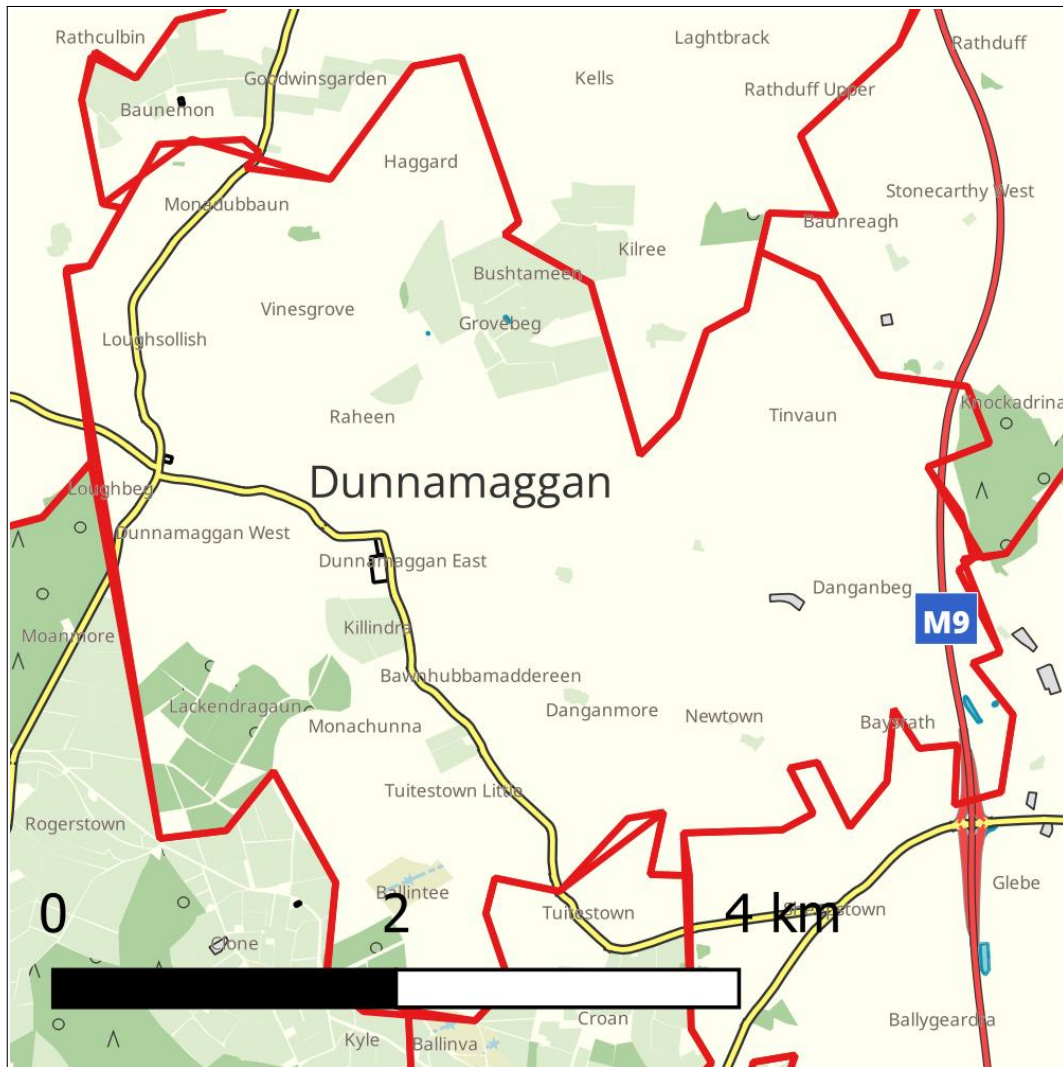 Rathculbin
Laghtbrack
Rathduff
Goodwinsgarden
Kells
Rathduff Upper
Baunemon
Haggard
Stonecarthy West
Monadubbaun
Baunreagh
Kilree
Bushtameen
Vinesgrove
Grovebeg
Loughsollish
Knockadrina
Raheen
Tinvaun
Dunnamaggan
Loughbeg
Dunnamaggan West
Dunnamaggan East
Danganbeg
M9
Killindra
Moanmore
Bawnhubbamaddereen
Lackendragaun
Danganmore
Newtown
Baysrath
Monachunna
Tuitestown Little
Rogerstown
Ballintee
Glebe
0 2 4 km
Tuitestown
Sheepstown
Clone
Croan
Ballygeardra
Kyle
Ballinva